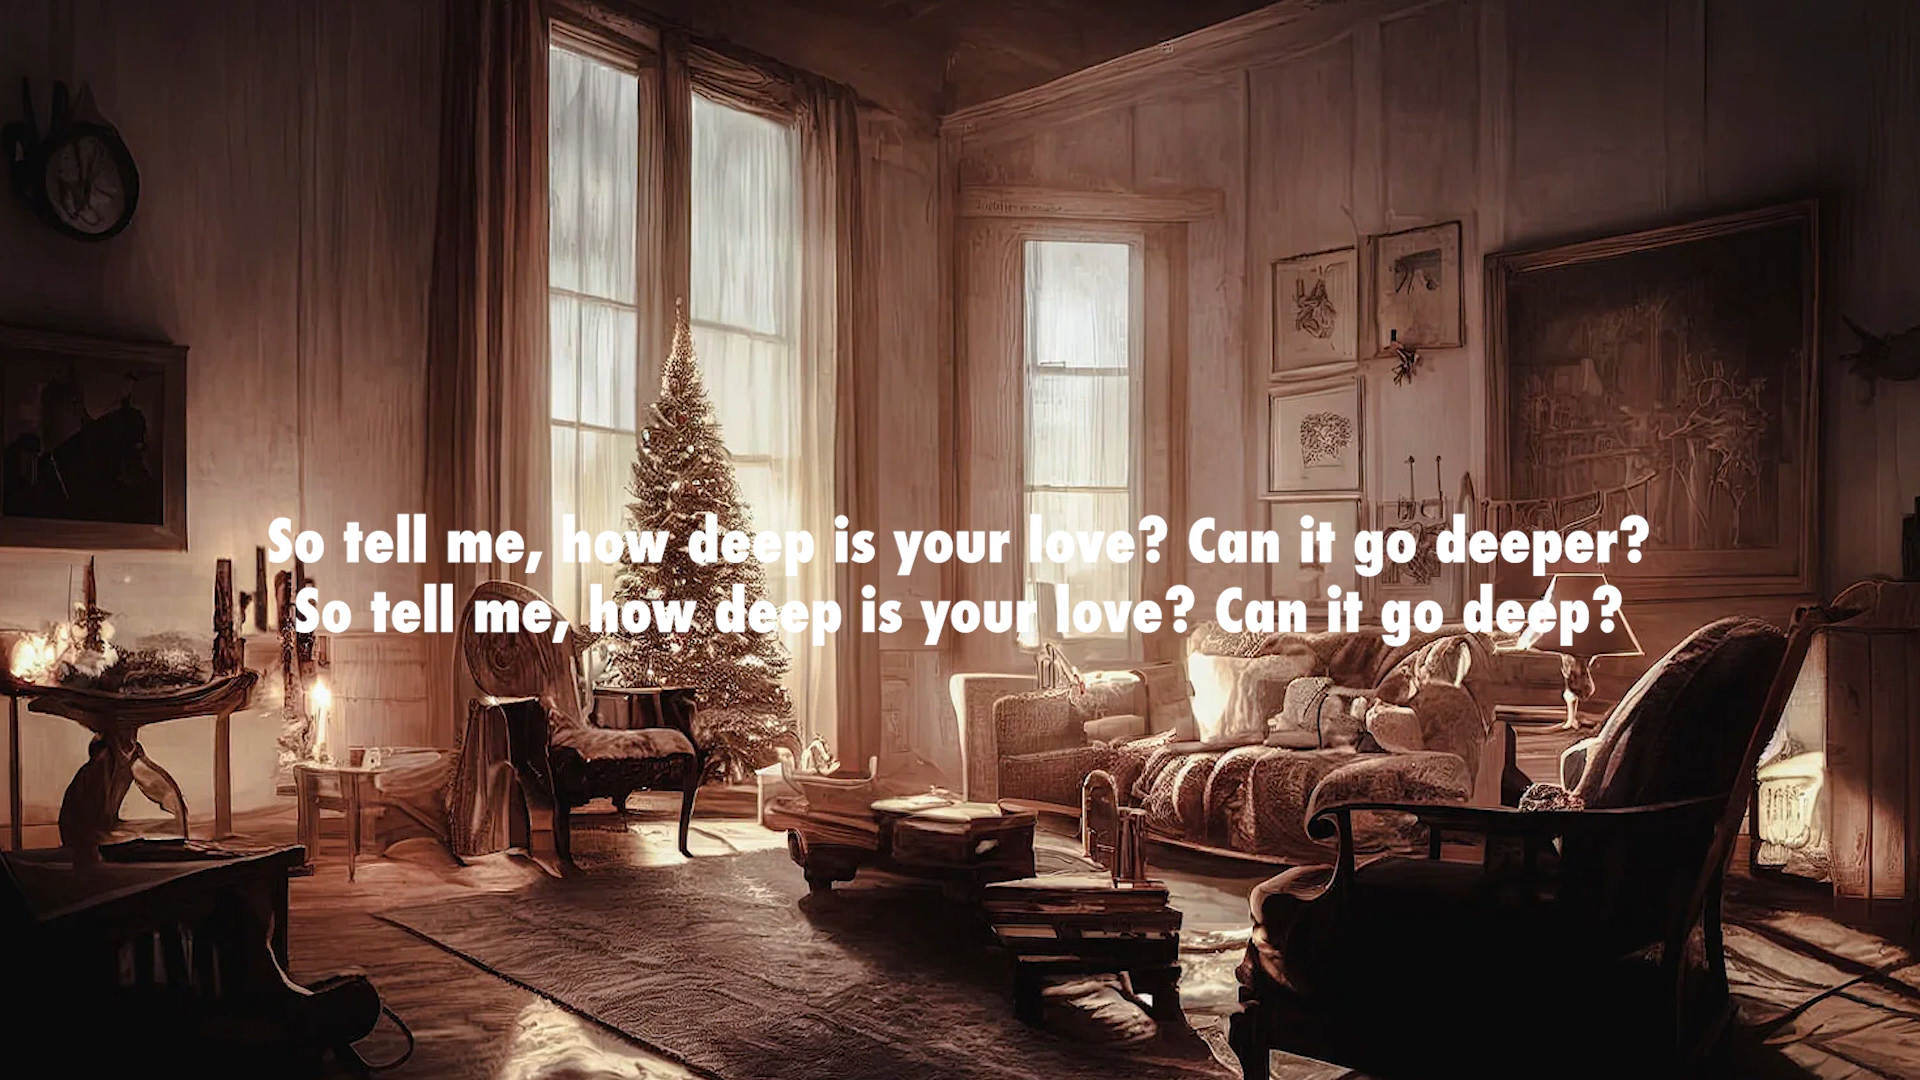 So tell me, how deep is your love? Can it go deeper?
So tell me, how deep is your love? Can it go deep?